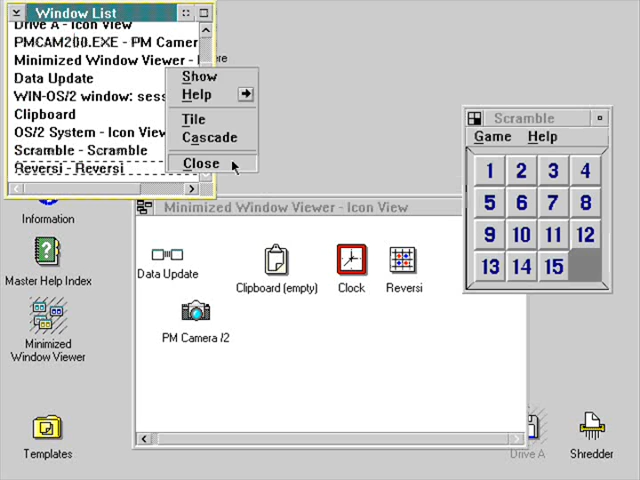 Window List
Drive A - Icon View
PMCAM200.EXE - PM Camer
Minimized Window Viewer - I
ere
Data Update
WIN-OS/2 window: sess
Clipboard
OS/2 System - Icon View
Scramble - Scramble
Reversi - Reversi
Show
Help
Tile
Cascade
Close
Scramble
Game Help
1 2 3 4
5 6 7 8
9 10 11 12
13 14 15
Information
Master Help Index
Minimized
Window Viewer
Templates
Minimized Window Viewer - Icon View
Data Update
Clipboard (empty)
Clock
Reversi
PM Camera /2
Drive A
Shredder